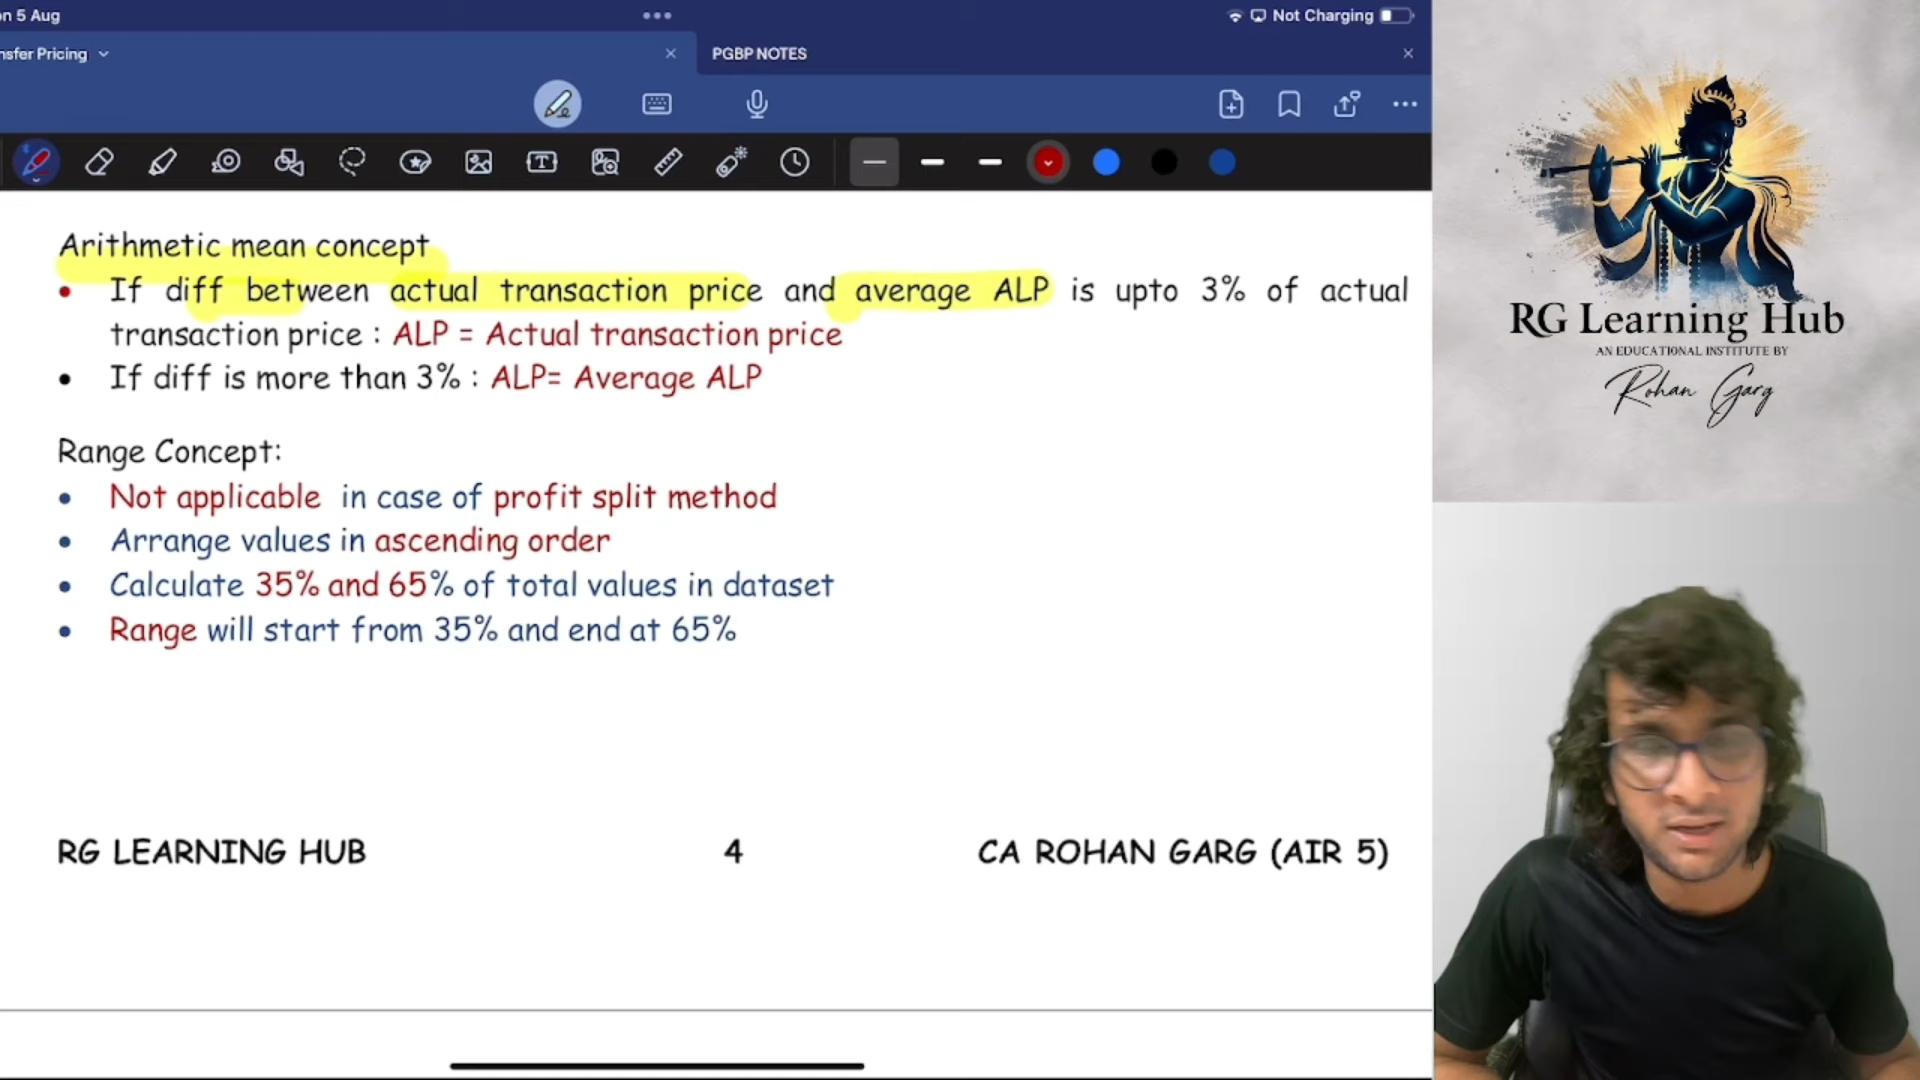 n 5 Aug
Not Charging
nsfer Pricing
PGBP NOTES
Arithmetic mean concept
• If diff between actual transaction price and average ALP is upto 3% of actual
transaction price : ALP = Actual transaction price
• If diff is more than 3% : ALP= Average ALP
Range Concept:
• Not applicable in case of profit split method
• Arrange values in ascending order
• Calculate 35% and 65% of total values in dataset
• Range will start from 35% and end at 65%
RG LEARNING HUB 4 CA ROHAN GARG (AIR 5)
RG Learning Hub
AN EDUCATIONAL INSTITUTE BY
Rohan Garg